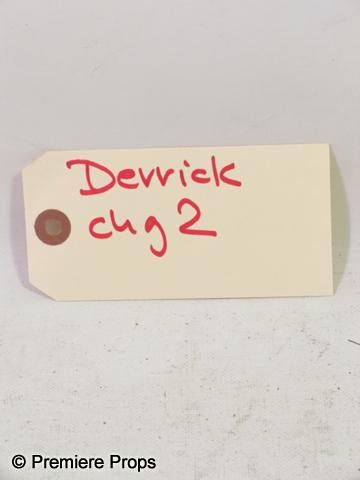 Derrick
chg 2
© Premiere Props